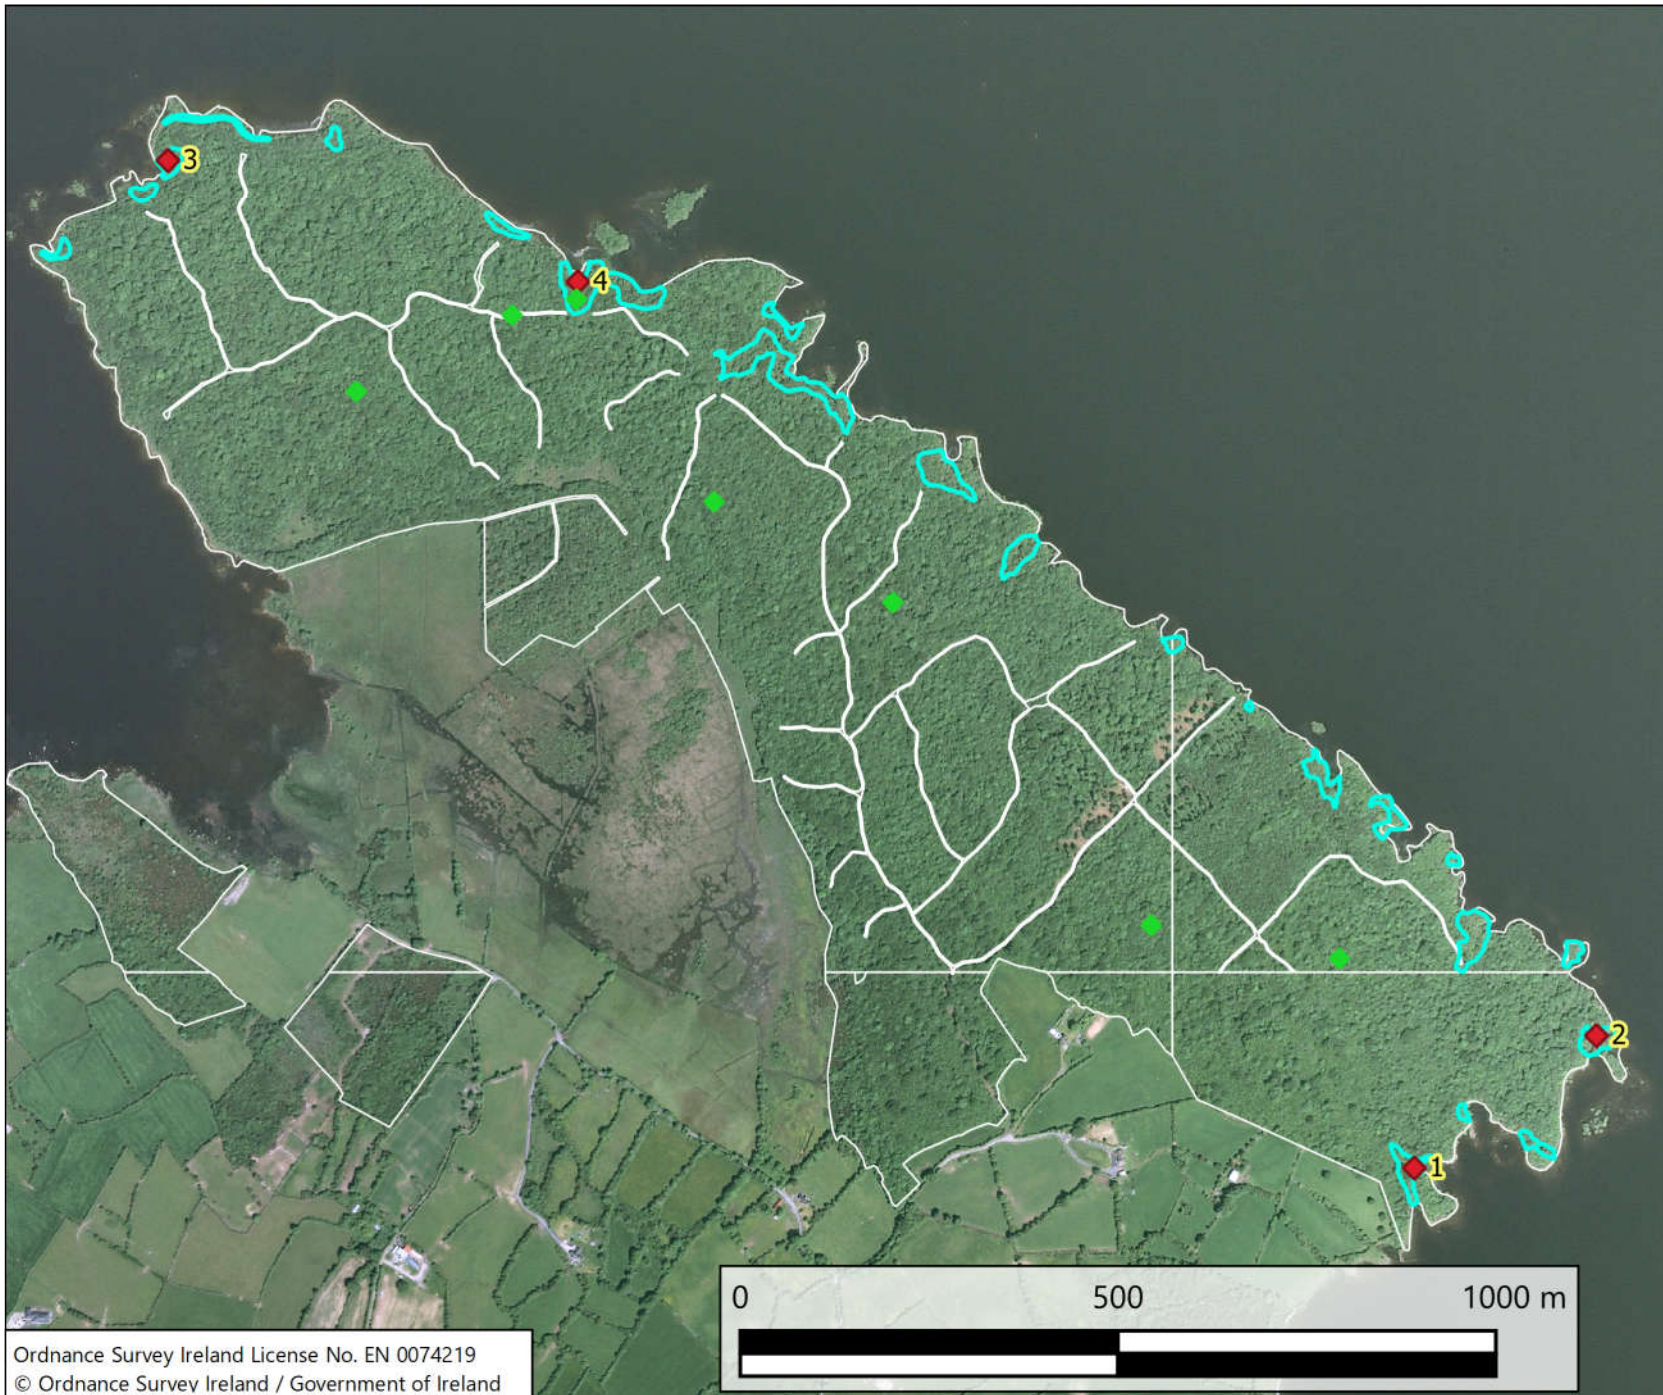 3
4
2
1
0 500 1000 m
Ordnance Survey Ireland License No. EN 0074219
© Ordnance Survey Ireland / Government of Ireland